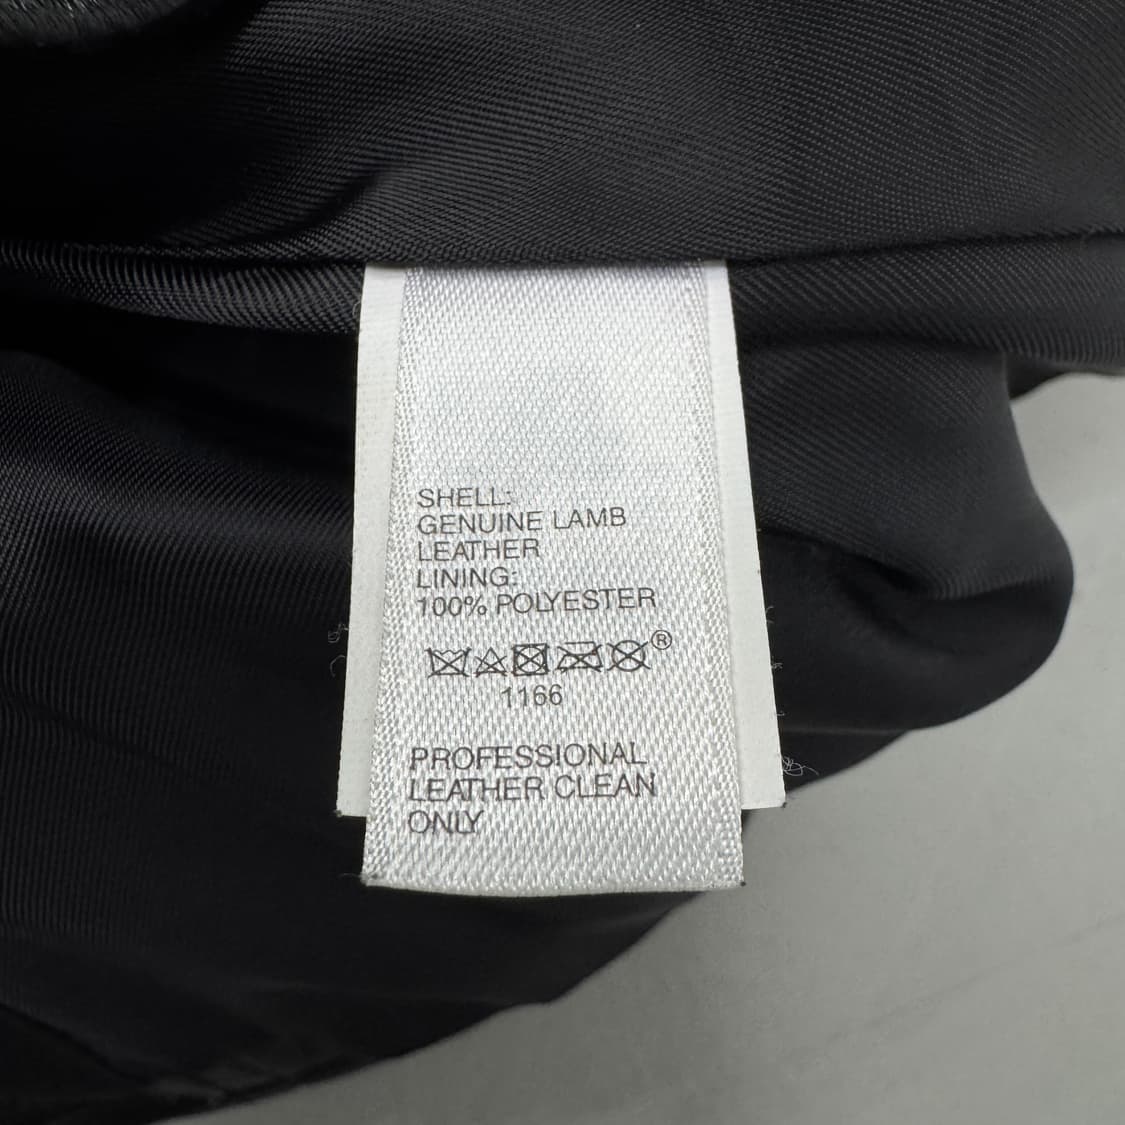 SHELL:
GENUINE LAMB
LEATHER
LINING:
100% POLYESTER
®
1166
PROFESSIONAL
LEATHER CLEAN
ONLY